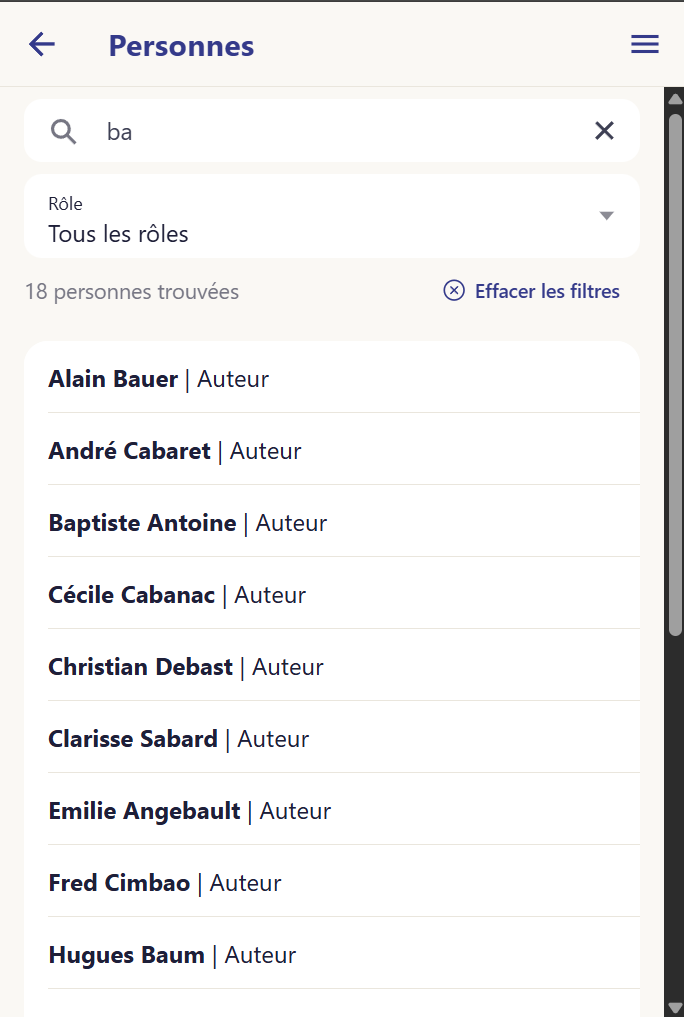 Personnes
ba
Rôle
Tous les rôles
18 personnes trouvées Effacer les filtres
Alain Bauer | Auteur
André Cabaret | Auteur
Baptiste Antoine | Auteur
Cécile Cabanac | Auteur
Christian Debast | Auteur
Clarisse Sabard | Auteur
Emilie Angebault | Auteur
Fred Cimbao | Auteur
Hugues Baum | Auteur